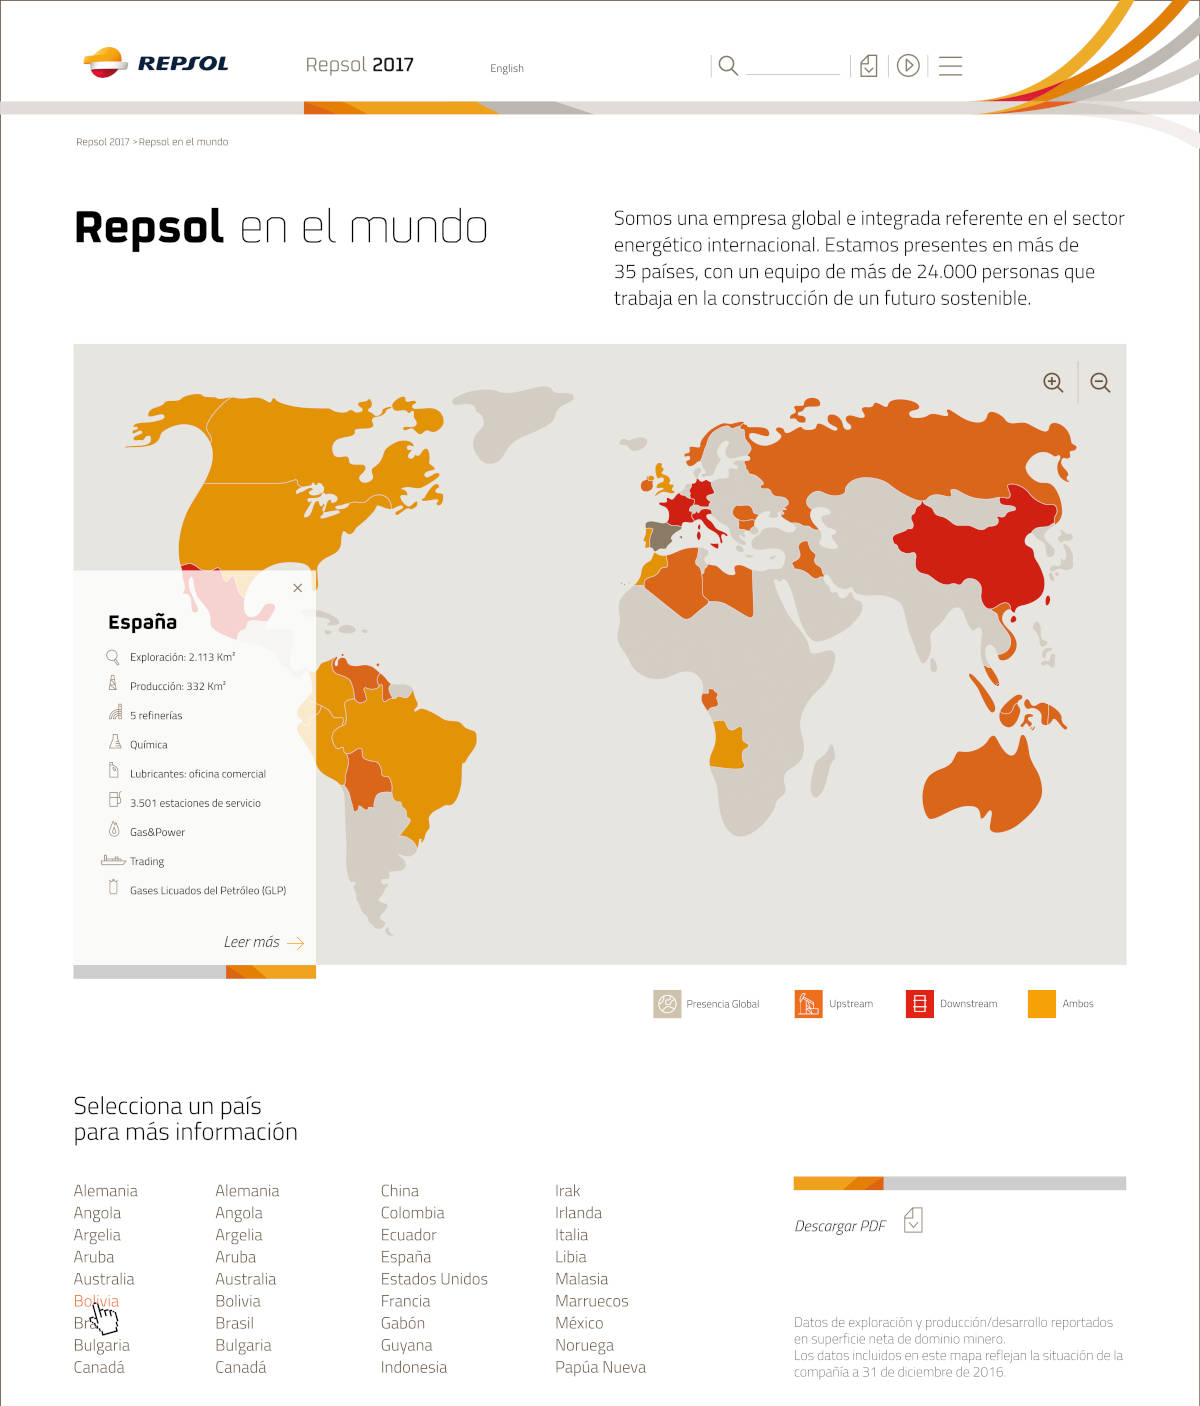 REPSOL
Repsol 2017
English
Repsol 2017 > Repsol en el mundo
Repsol en el mundo
Somos una empresa global e integrada referente en el sector
energético internacional. Estamos presentes en más de
35 países, con un equipo de más de 24.000 personas que
trabaja en la construcción de un futuro sostenible.
España
Exploración: 2.113 Km²
Producción: 332 Km²
5 refinerías
Química
Lubricantes: oficina comercial
3.501 estaciones de servicio
Gas&Power
Trading
Gases Licuados del Petróleo (GLP)
Leer más
Presencia Global
Upstream
Downstream
Ambos
Selecciona un país
para más información
Alemania
Angola
Argelia
Aruba
Australia
Bolivia
Bulgaria
Canadá
Alemania
Angola
Argelia
Aruba
Australia
Bolivia
Brasil
Bulgaria
Canadá
China
Colombia
Ecuador
España
Estados Unidos
Francia
Gabón
Guyana
Indonesia
Irak
Irlanda
Italia
Libia
Malasia
Marruecos
México
Noruega
Papúa Nueva
Descargar PDF
Datos de exploración y producción/desarrollo reportados
en superficie neta de dominio minero.
Los datos incluidos en este mapa reflejan la situación de la
compañía a 31 de diciembre de 2016.